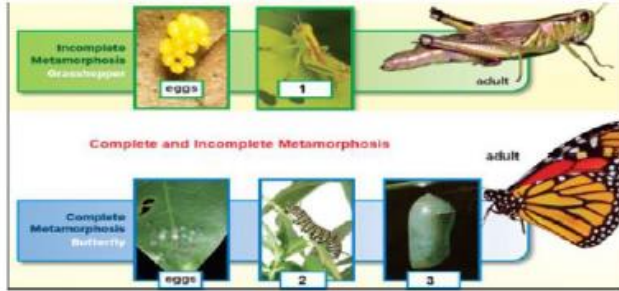 Incomplete
Metamorphosis
Grasshopper
eggs
1
adult
Complete and Incomplete Metamorphosis
adult
Complete
Metamorphosis
Butterfly
eggs
2
3